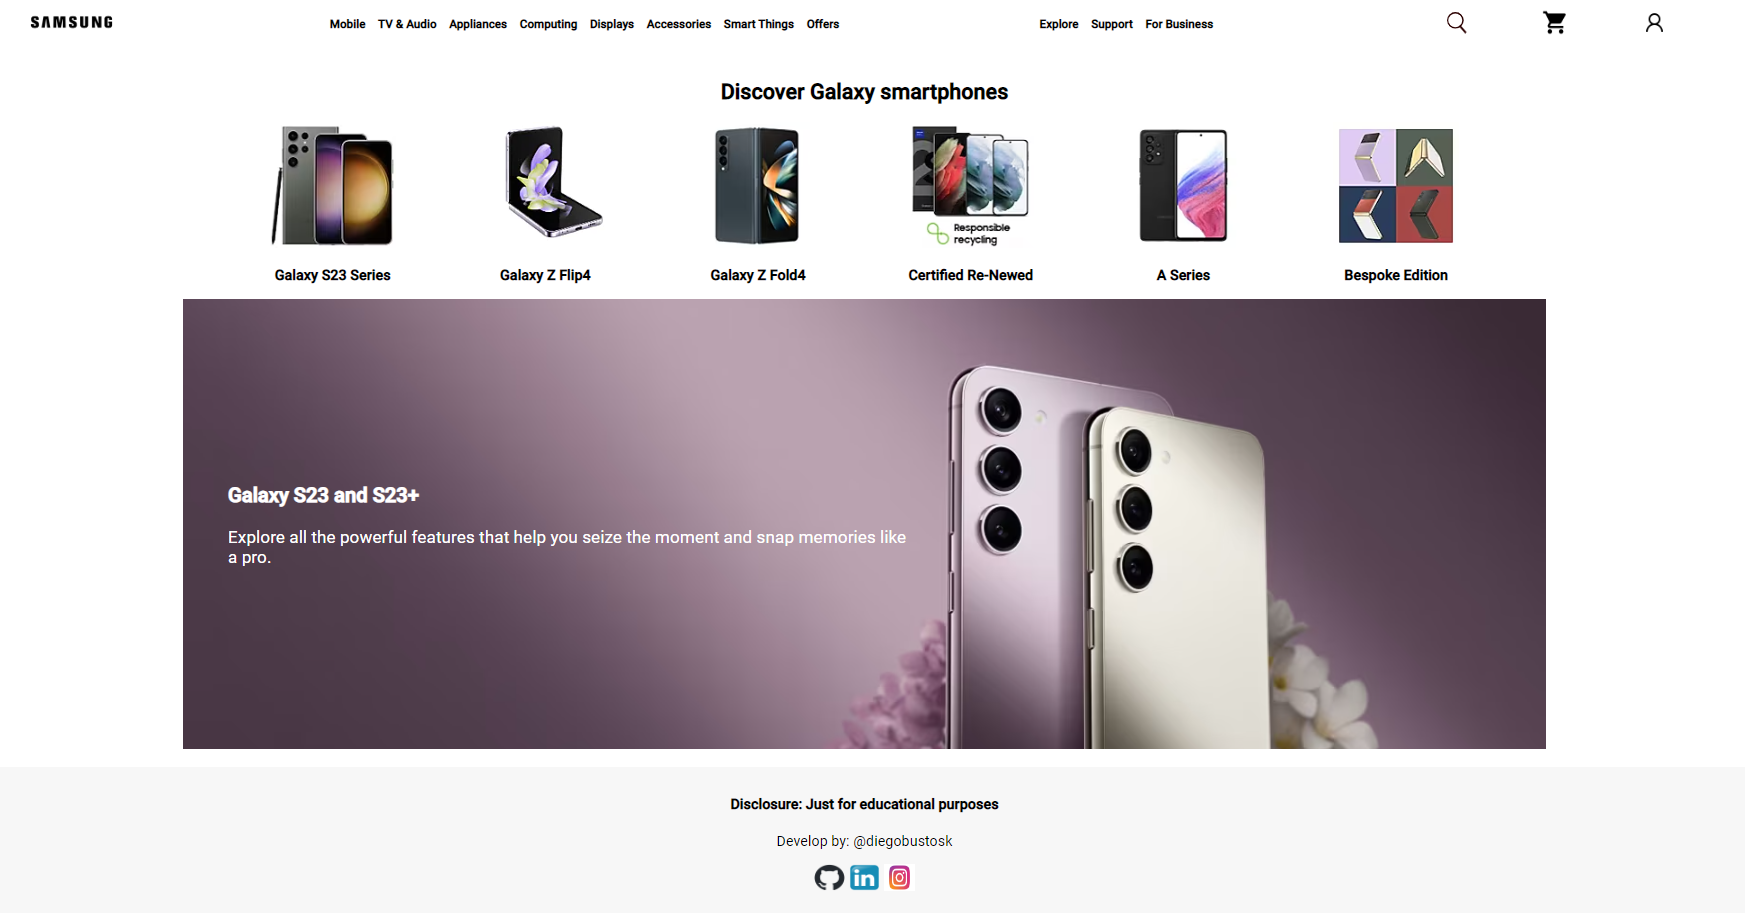 SAMSUNG
Mobile TV & Audio Appliances Computing Displays Accessories Smart Things Offers
Explore Support For Business
Discover Galaxy smartphones
Responsible
recycling
Galaxy S23 Series
Galaxy Z Flip4
Galaxy Z Fold4
Certified Re-Newed
A Series
Bespoke Edition
Galaxy S23 and S23+
Explore all the powerful features that help you seize the moment and snap memories like
a pro.
Disclosure: Just for educational purposes
Develop by: @diegobustosk
in